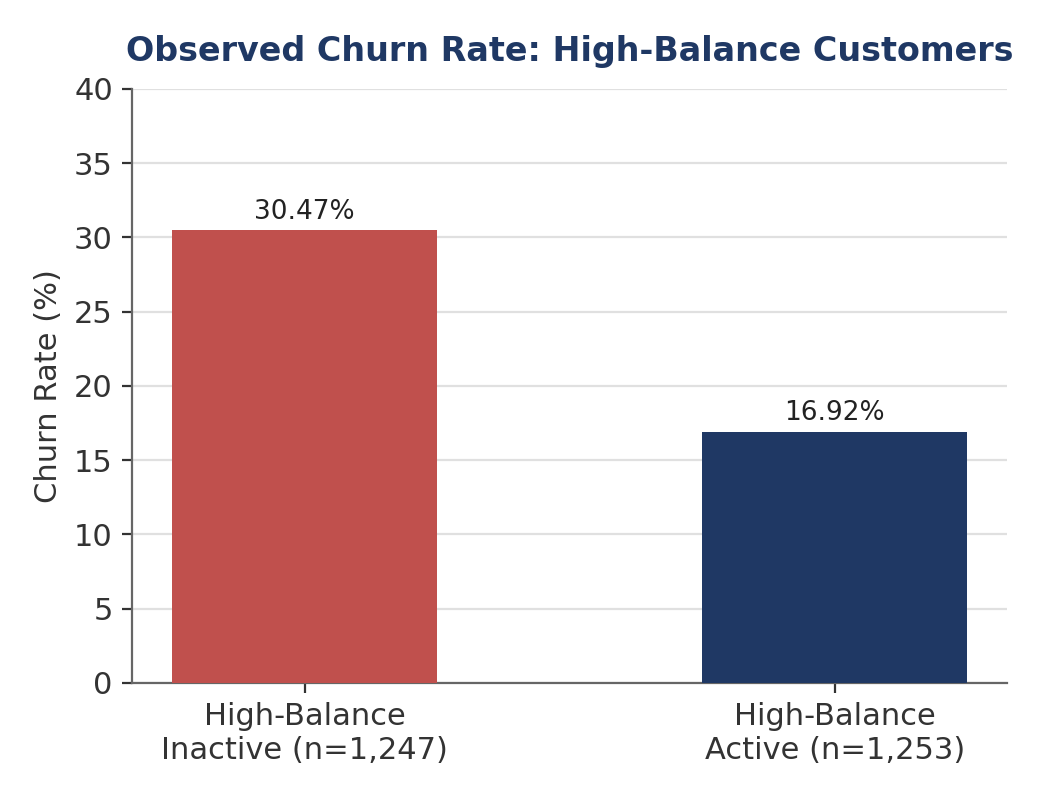 Observed Churn Rate: High-Balance Customers
Churn Rate (%)
40
35
30
25
20
15
10
5
0
30.47%
16.92%
High-Balance
Inactive (n=1,247)
High-Balance
Active (n=1,253)